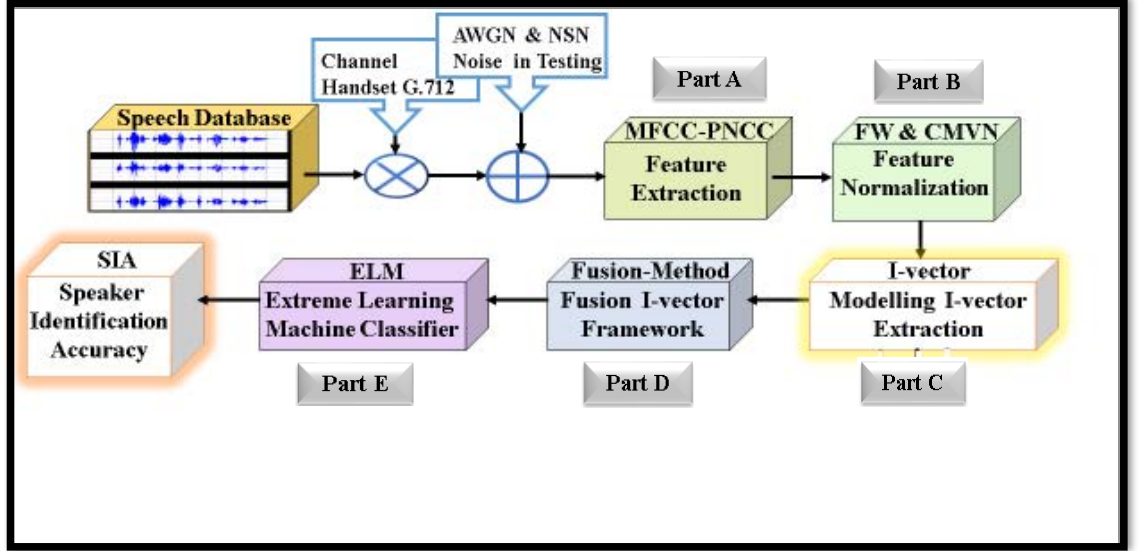 AWGN & NSN
Noise in Testing
Channel
Handset G.712
Part A
Part B
Speech Database
MFCC-PNCC
Feature
Extraction
FW & CMVN
Feature
Normalization
SIA
Speaker
Identification
Accuracy
ELM
Extreme Learning
Machine Classifier
Fusion-Method
Fusion I-vector
Framework
I-vector
Modelling I-vector
Extraction
Part E
Part D
Part C